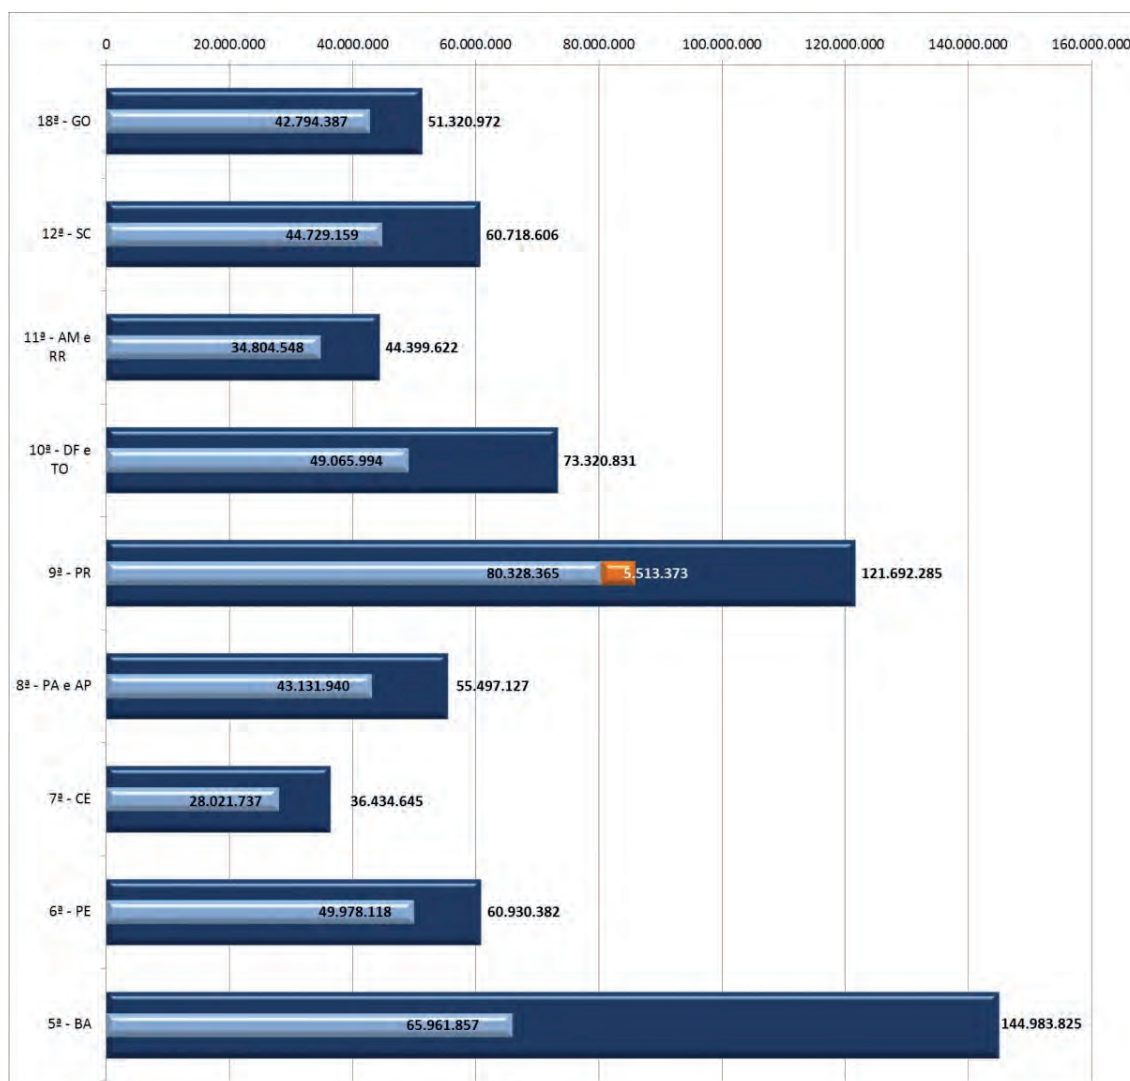 0 20.000.000 40.000.000 60.000.000 80.000.000 100.000.000 120.000.000 140.000.000 160.000.000
18ª - GO 42.794.387 51.320.972
12ª - SC 44.729.159 60.718.606
11ª - AM e
RR 34.804.548 44.399.622
10ª - DF e
TO 49.065.994 73.320.831
9ª - PR 80.328.365 5.513.373 121.692.285
8ª - PA e AP 43.131.940 55.497.127
7ª - CE 28.021.737 36.434.645
6ª - PE 49.978.118 60.930.382
5ª - BA 65.961.857 144.983.825